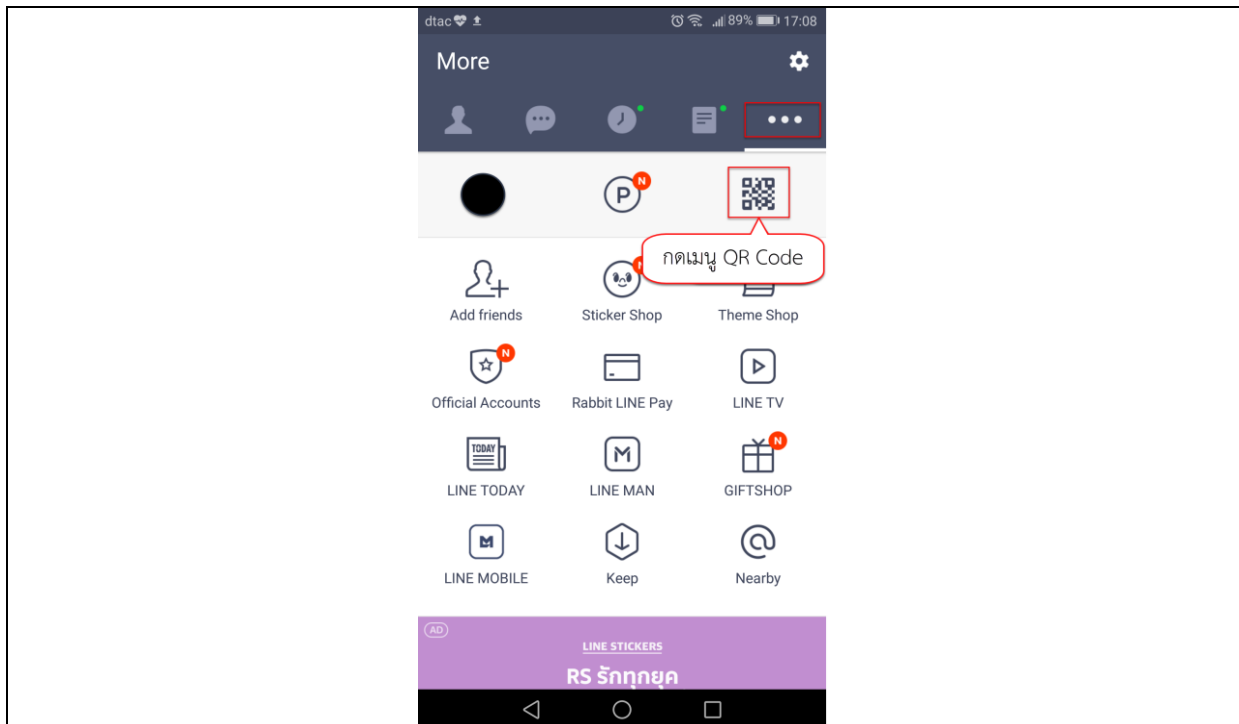 dtac 89% 17:08
More
P N
กดเมนู QR Code
N
Add friends Sticker Shop Theme Shop
N
Official Accounts Rabbit LINE Pay LINE TV
TODAY M N
LINE TODAY LINE MAN GIFTSHOP
M
LINE MOBILE Keep Nearby
AD
LINE STICKERS
RS รักทุกยุค